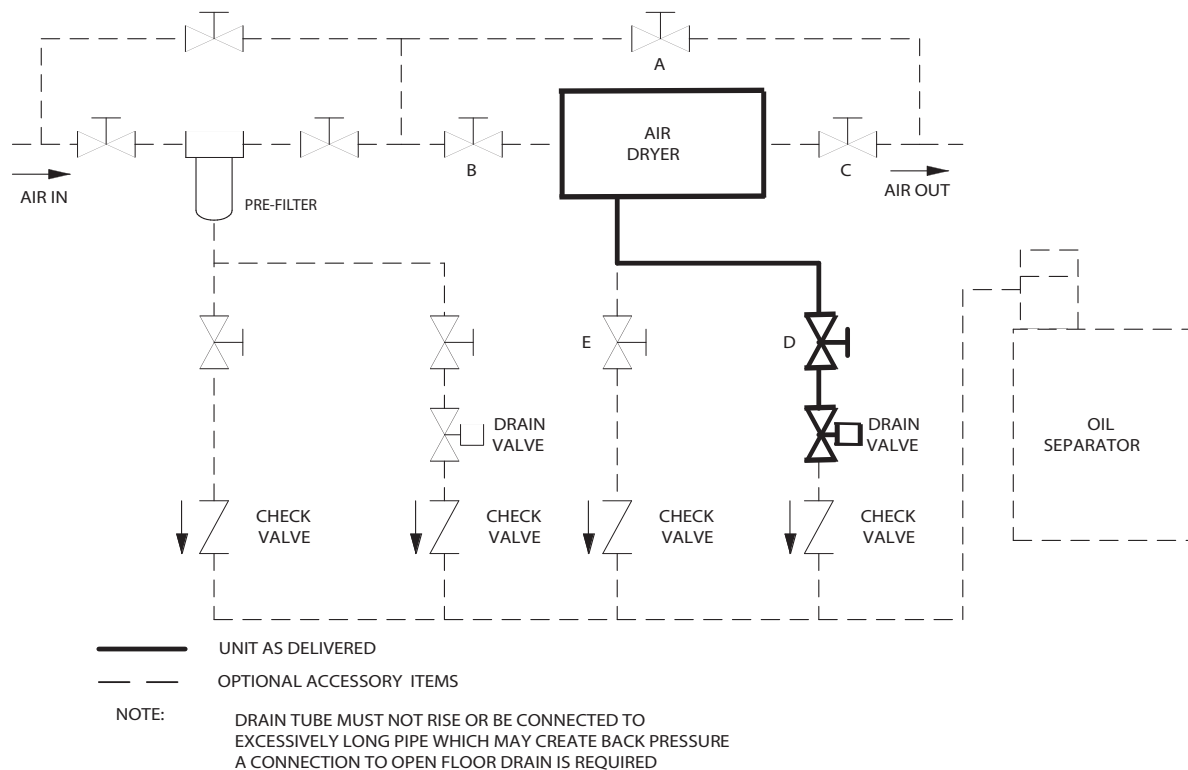 A
AIR
DRYER
B
C
AIR IN
AIR OUT
PRE-FILTER
E
D
DRAIN
VALVE
DRAIN
VALVE
OIL
SEPARATOR
CHECK
VALVE
CHECK
VALVE
CHECK
VALVE
CHECK
VALVE
UNIT AS DELIVERED
OPTIONAL ACCESSORY ITEMS
NOTE:
DRAIN TUBE MUST NOT RISE OR BE CONNECTED TO
EXCESSIVELY LONG PIPE WHICH MAY CREATE BACK PRESSURE
A CONNECTION TO OPEN FLOOR DRAIN IS REQUIRED